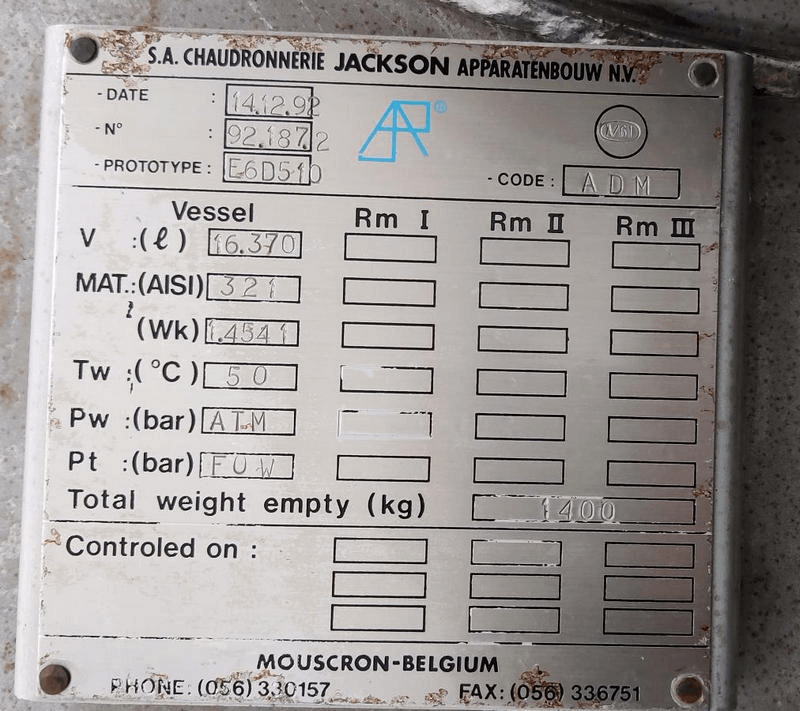 S.A. CHAUDRONNERIE JACKSON APPARATENBOUW N.V.
- DATE : 14.12.92
- N° : 92.187.2
- PROTOTYPE : E6D510
- CODE : ADM
Vessel Rm I Rm II Rm III
V :(ℓ) 16.370
MAT.:(AISI) 321
(Wk) 1.4541
Tw :(°C) 50
Pw :(bar) ATM
Pt :(bar) FOW
Total weight empty (kg) 1400
Controled on :
MOUSCRON-BELGIUM
PHONE: (056) 330157 FAX: (056) 336751